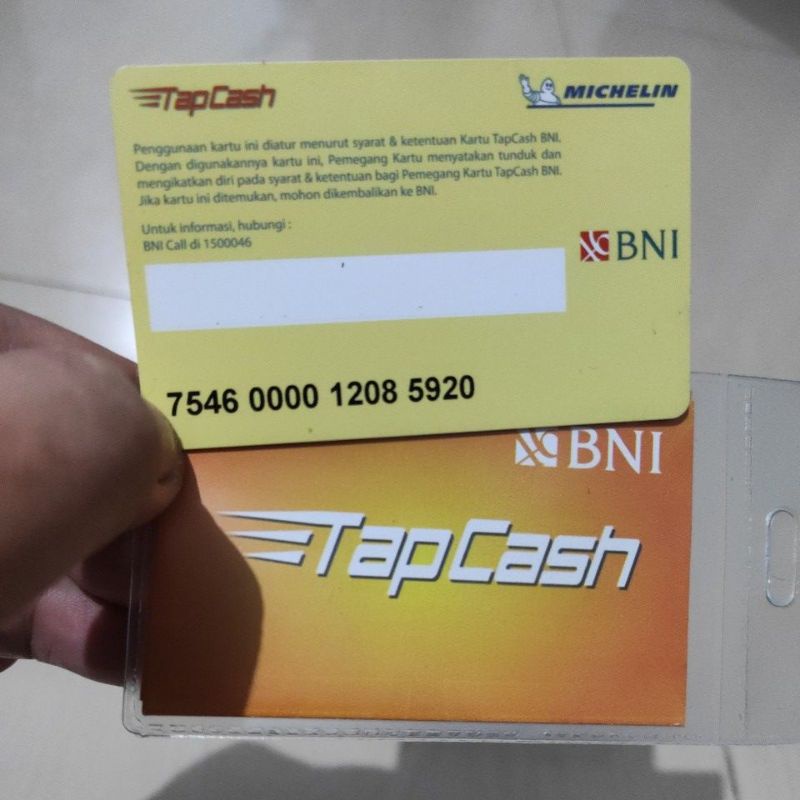 TapCash
MICHELIN
Penggunaan kartu ini diatur menurut syarat & ketentuan Kartu TapCash BNI.
Dengan digunakannya kartu ini, Pemegang Kartu menyatakan tunduk dan
mengikatkan diri pada syarat & ketentuan bagi Pemegang Kartu TapCash BNI.
Jika kartu ini ditemukan, mohon dikembalikan ke BNI.
Untuk informasi, hubungi :
BNI Call di 1500046
BNI
7546 0000 1208 5920
BNI
TapCash